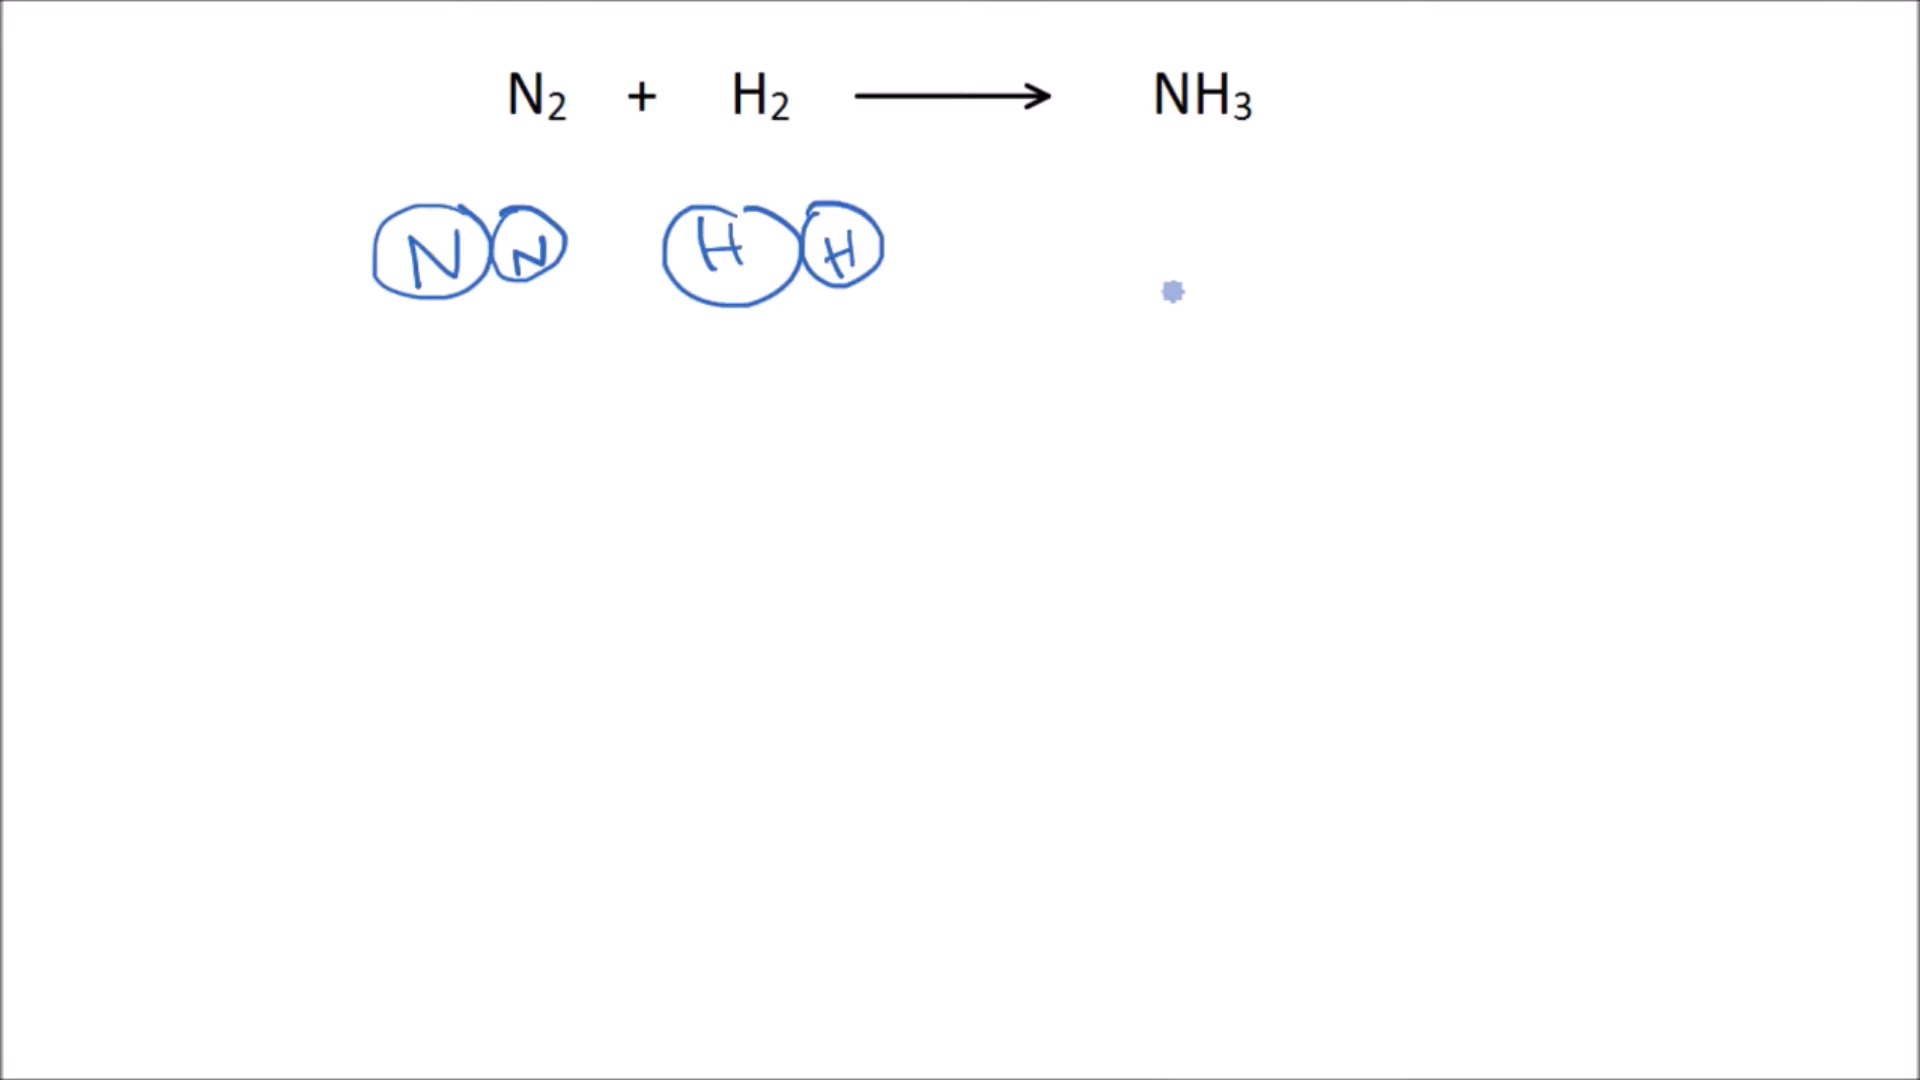 N₂ + H₂ ⟶ NH₃
N N H H